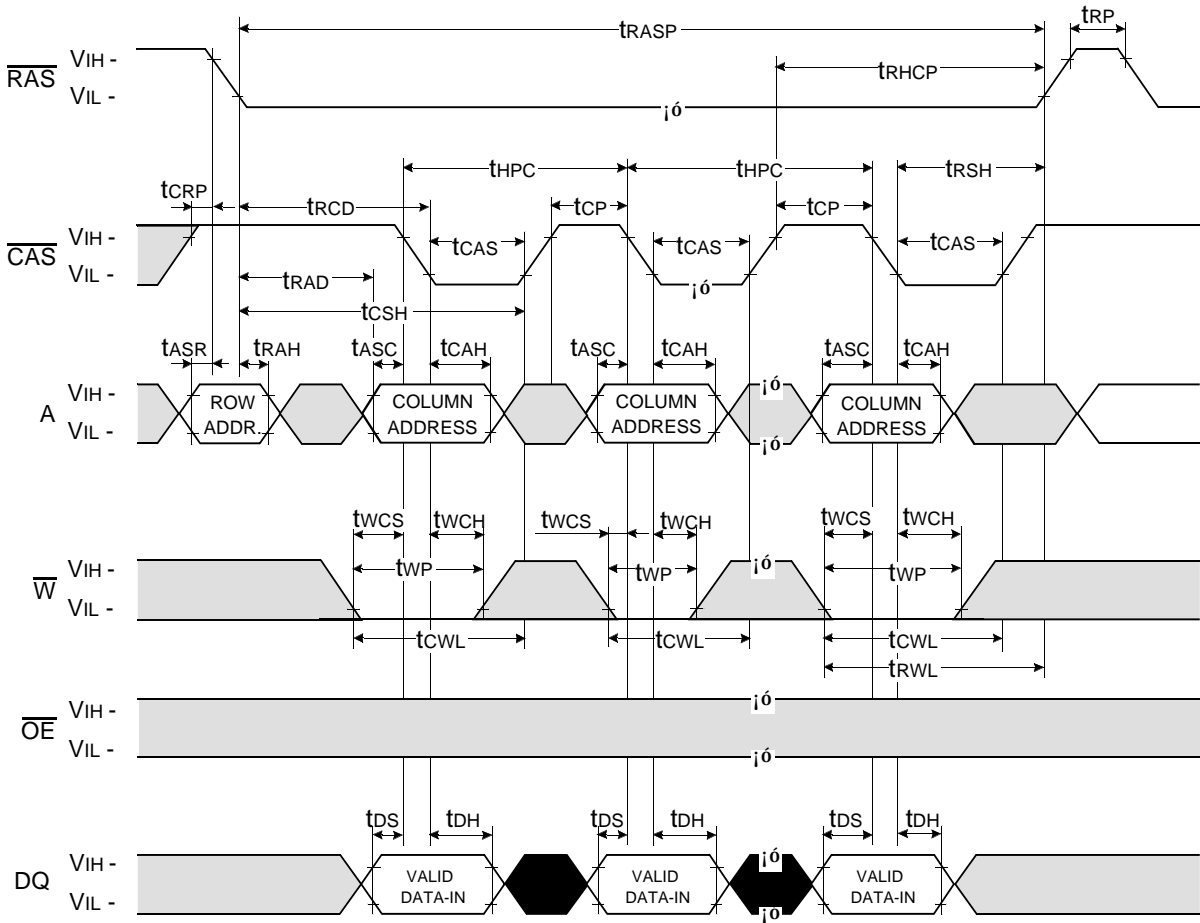 tRP
tRASP
RAS VIH -
tRHCP
VIL -
¡ó
tHPC tHPC tRSH
tCRP
tRCD tCP tCP
CAS VIH -
tCAS tCAS tCAS
VIL -
tRAD
¡ó
tCSH
tASR tRAH tASC tCAH tASC tCAH tASC tCAH
A VIH -
VIL -
ROW
ADDR.
COLUMN
ADDRESS
COLUMN
ADDRESS
¡ó
¡ó
COLUMN
ADDRESS
tWCS tWCH tWCS tWCH tWCS tWCH
W VIH -
tWP tWP ¡ó tWP
VIL -
tCWL tCWL tCWL
tRWL
OE VIH -
VIL -
¡ó
¡ó
tDS tDH tDS tDH tDS tDH
DQ VIH -
VIL -
VALID
DATA-IN
VALID
DATA-IN
¡ó
¡ó
VALID
DATA-IN